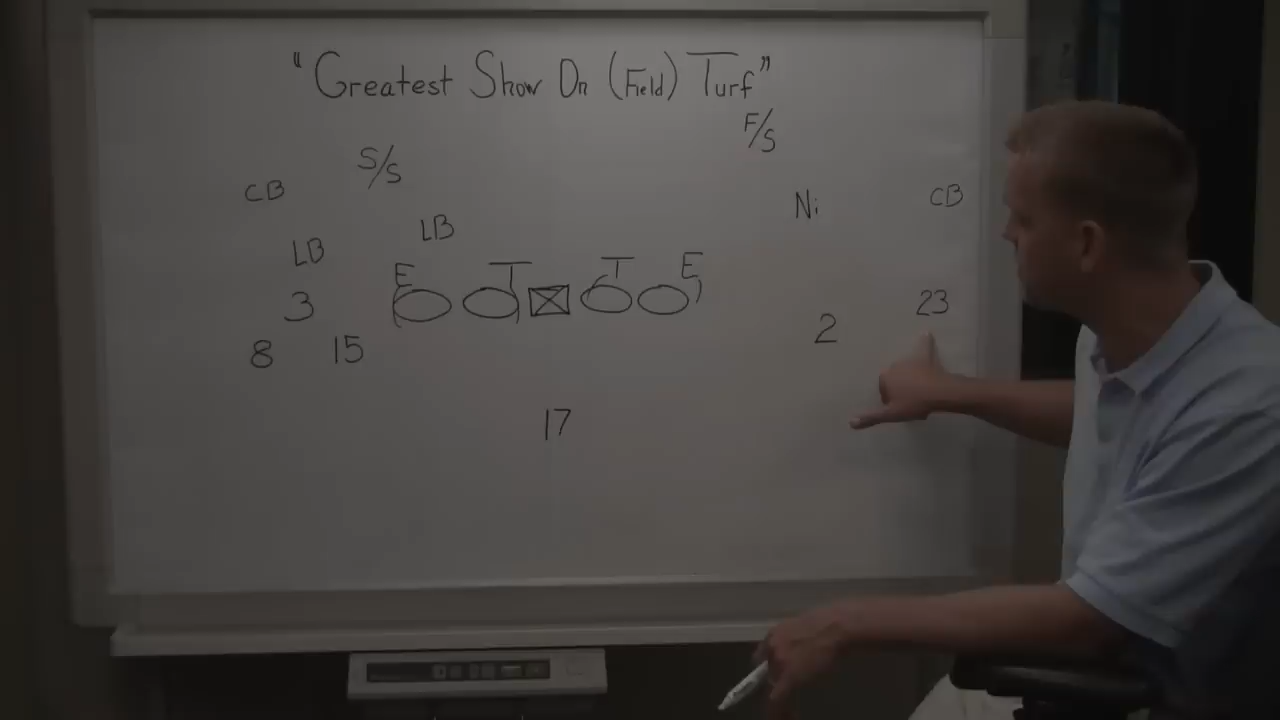 "Greatest Show On (Field) Turf"
F/S
S/S
CB
Ni
CB
LB
LB
E
T
T
E
3
23
8
15
2
17